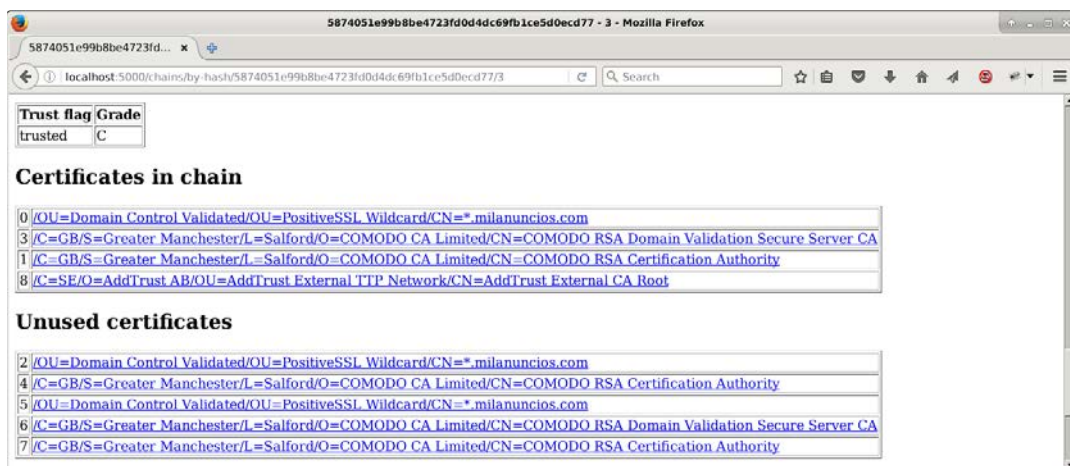 5874051e99b8be4723fd0d4dc69fb1ce5d0ecd77 - 3 - Mozilla Firefox
5874051e99b8be4723fd...
localhost:5000/chains/by-hash/5874051e99b8be4723fd0d4dc69fb1ce5d0ecd77/3 Search
Trust flag Grade
trusted C
Certificates in chain
0 /OU=Domain Control Validated/OU=PositiveSSL Wildcard/CN=*.milanuncios.com
3 /C=GB/S=Greater Manchester/L=Salford/O=COMODO CA Limited/CN=COMODO RSA Domain Validation Secure Server CA
1 /C=GB/S=Greater Manchester/L=Salford/O=COMODO CA Limited/CN=COMODO RSA Certification Authority
8 /C=SE/O=AddTrust AB/OU=AddTrust External TTP Network/CN=AddTrust External CA Root
Unused certificates
2 /OU=Domain Control Validated/OU=PositiveSSL Wildcard/CN=*.milanuncios.com
4 /C=GB/S=Greater Manchester/L=Salford/O=COMODO CA Limited/CN=COMODO RSA Certification Authority
5 /OU=Domain Control Validated/OU=PositiveSSL Wildcard/CN=*.milanuncios.com
6 /C=GB/S=Greater Manchester/L=Salford/O=COMODO CA Limited/CN=COMODO RSA Domain Validation Secure Server CA
7 /C=GB/S=Greater Manchester/L=Salford/O=COMODO CA Limited/CN=COMODO RSA Certification Authority